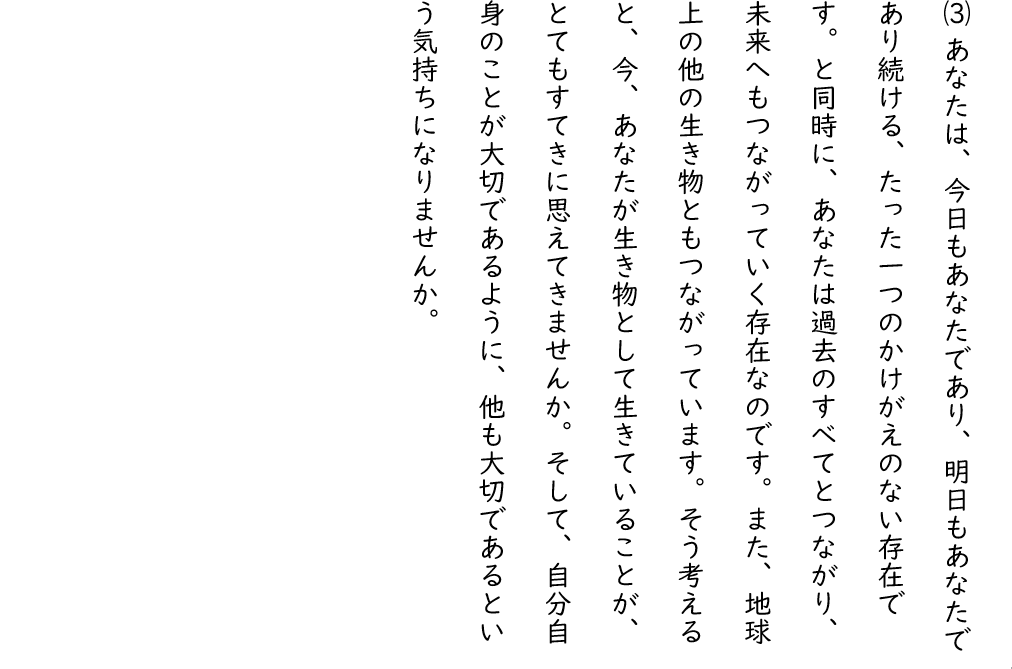 ⑶ あなたは、今日もあなたであり、明日もあなたで
あり続ける、たった一つのかけがえのない存在で
す。と同時に、あなたは過去のすべてとつながり、
未来へもつながっていく存在なのです。また、地球
上の他の生き物ともつながっています。そう考える
と、今、あなたが生き物として生きていることが、
とてもすてきに思えてきませんか。そして、自分自
身のことが大切であるように、他も大切であるとい
う気持ちになりませんか。